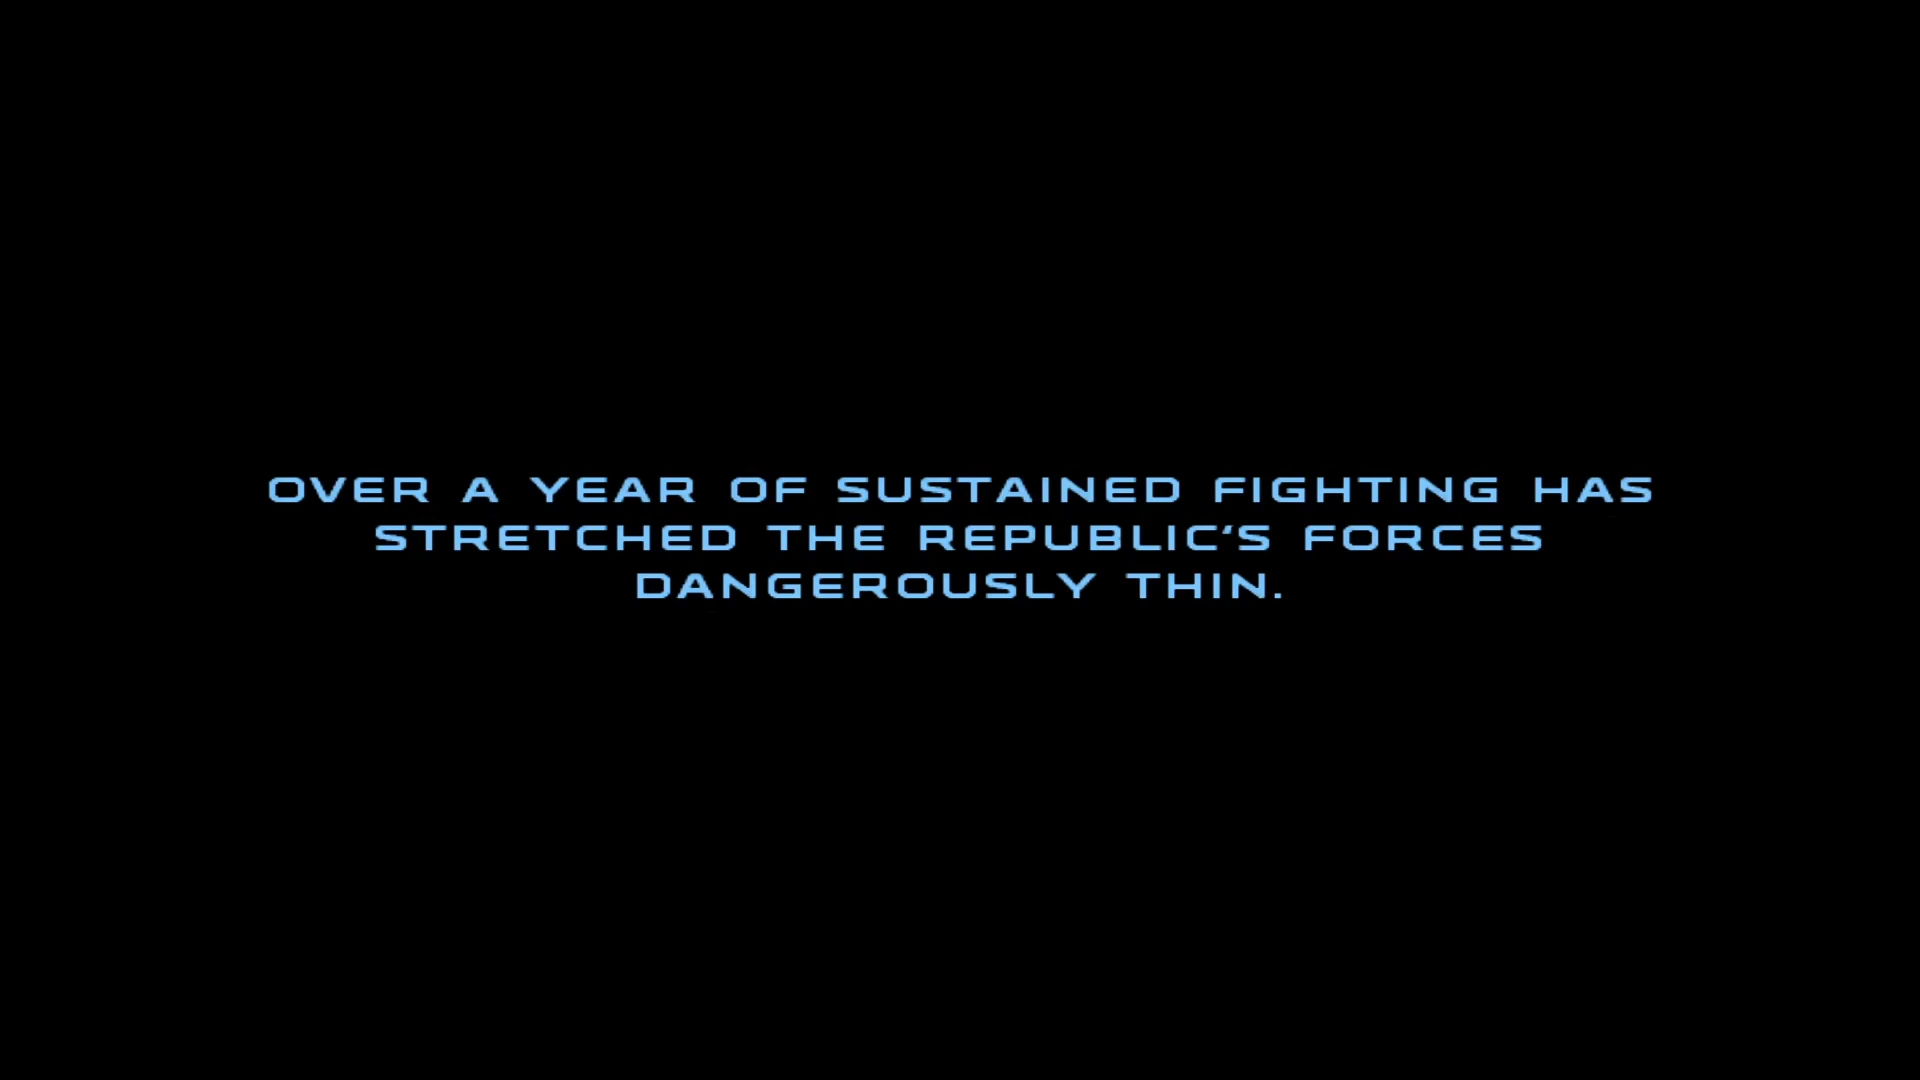 OVER A YEAR OF SUSTAINED FIGHTING HAS
STRETCHED THE REPUBLIC'S FORCES
DANGEROUSLY THIN.